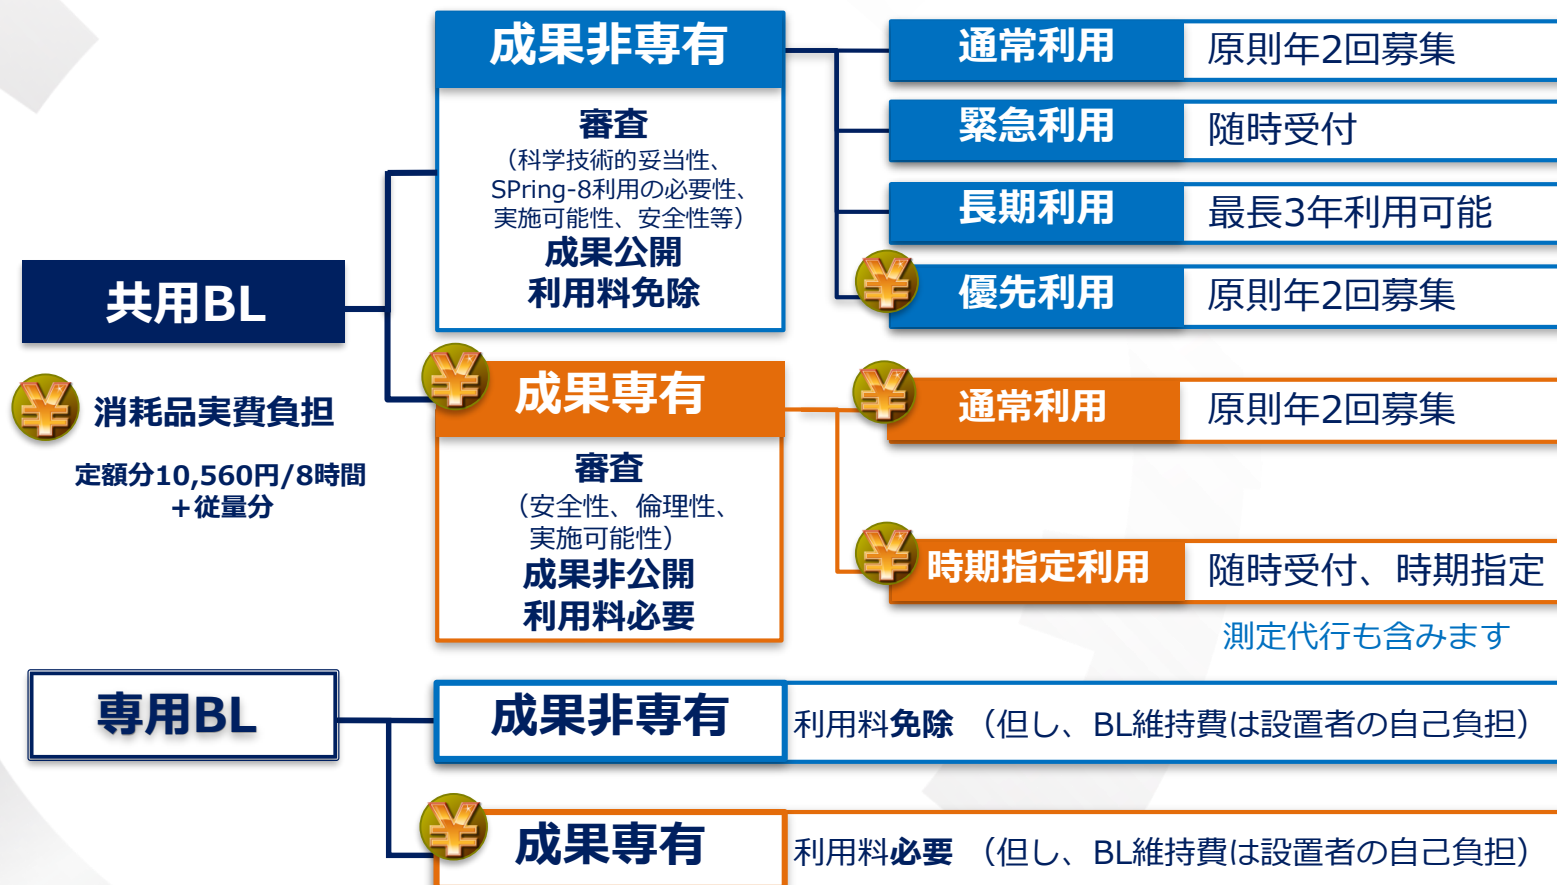 共用BL
¥
消耗品実費負担
定額分10,560円/8時間
+従量分
成果非専有
審査
（科学技術的妥当性、
SPring-8利用の必要性、
実施可能性、安全性等）
成果公開
利用料免除
通常利用 原則年2回募集
緊急利用 随時受付
長期利用 最長3年利用可能
¥ 優先利用 原則年2回募集
¥ 成果専有
審査
（安全性、倫理性、
実施可能性）
成果非公開
利用料必要
¥ 通常利用 原則年2回募集
¥ 時期指定利用 随時受付、時期指定
測定代行も含みます
専用BL
成果非専有 利用料免除 （但し、BL維持費は設置者の自己負担）
¥ 成果専有 利用料必要 （但し、BL維持費は設置者の自己負担）